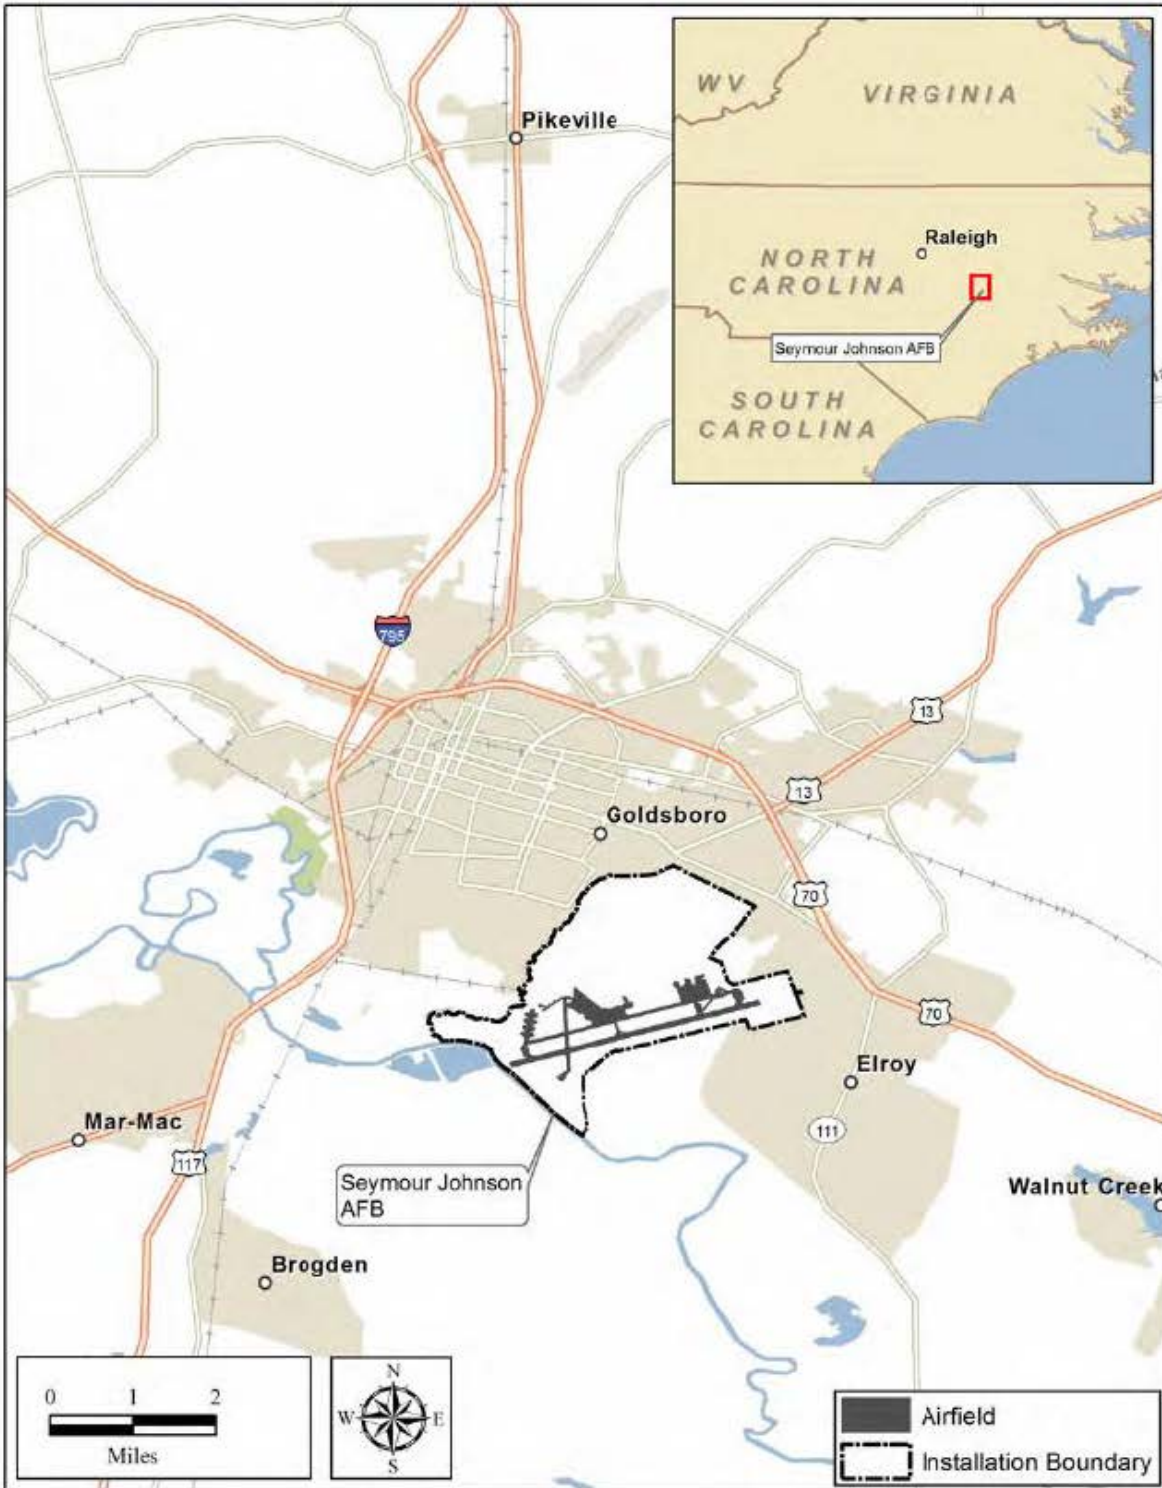 Pikeville
WV
VIRGINIA
Raleigh
NORTH
CAROLINA
Seymour Johnson AFB
SOUTH
CAROLINA
795
13
13
Goldsboro
70
70
Elroy
Mar-Mac
111
117
Seymour Johnson
AFB
Walnut Creek
Brogden
0 1 2
Miles
N
W E
S
Airfield
Installation Boundary